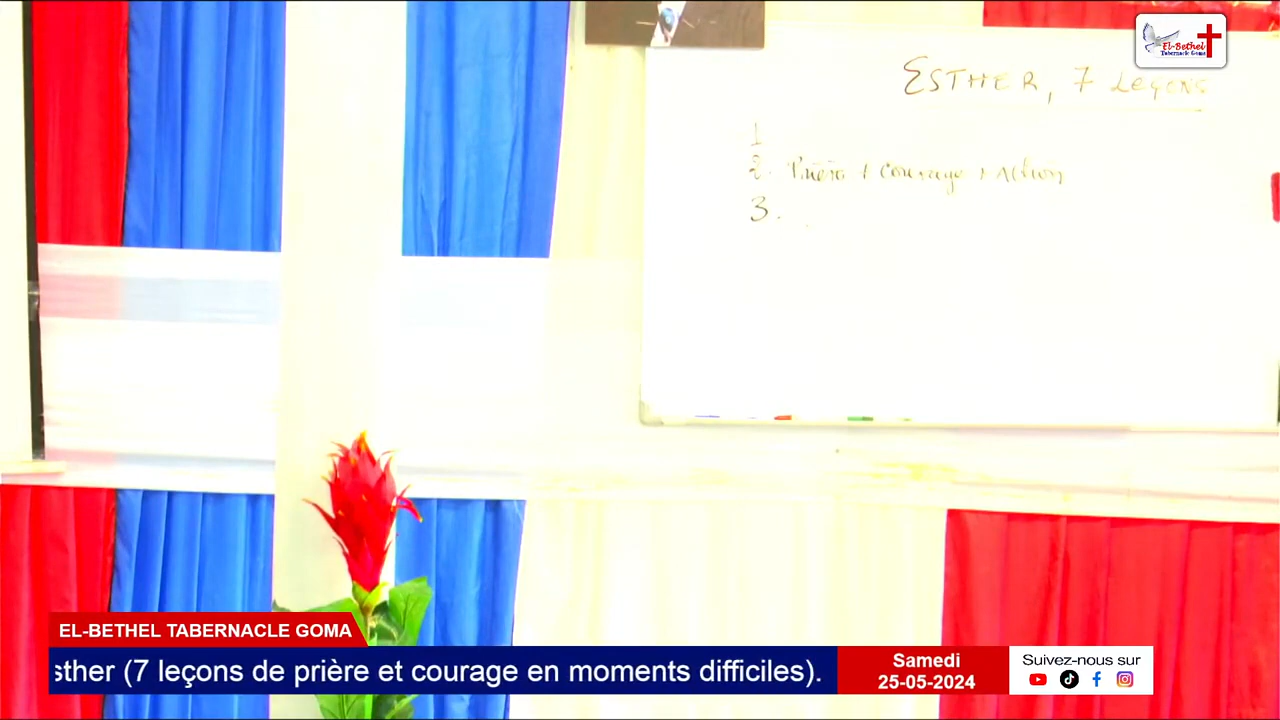 El-Bethel
Tabernacle Goma
ESTHER, 7 Leçons
1
2. Prière + Courage + Action
3.
EL-BETHEL TABERNACLE GOMA
sther (7 leçons de prière et courage en moments difficiles).
Samedi
25-05-2024
Suivez-nous sur